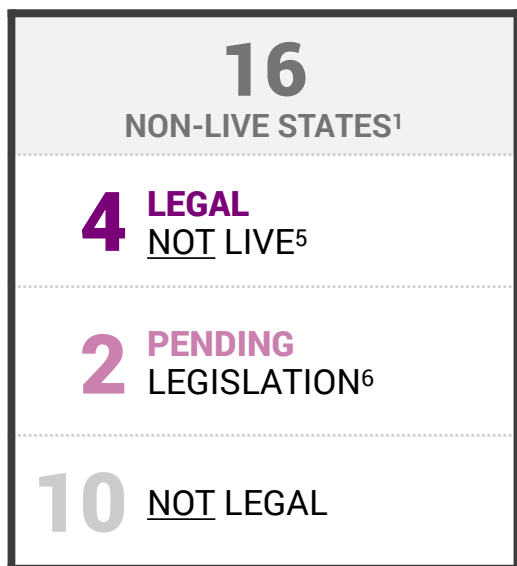 16
NON-LIVE STATES¹
4 LEGAL
NOT LIVE⁵
2 PENDING
LEGISLATION⁶
10 NOT LEGAL